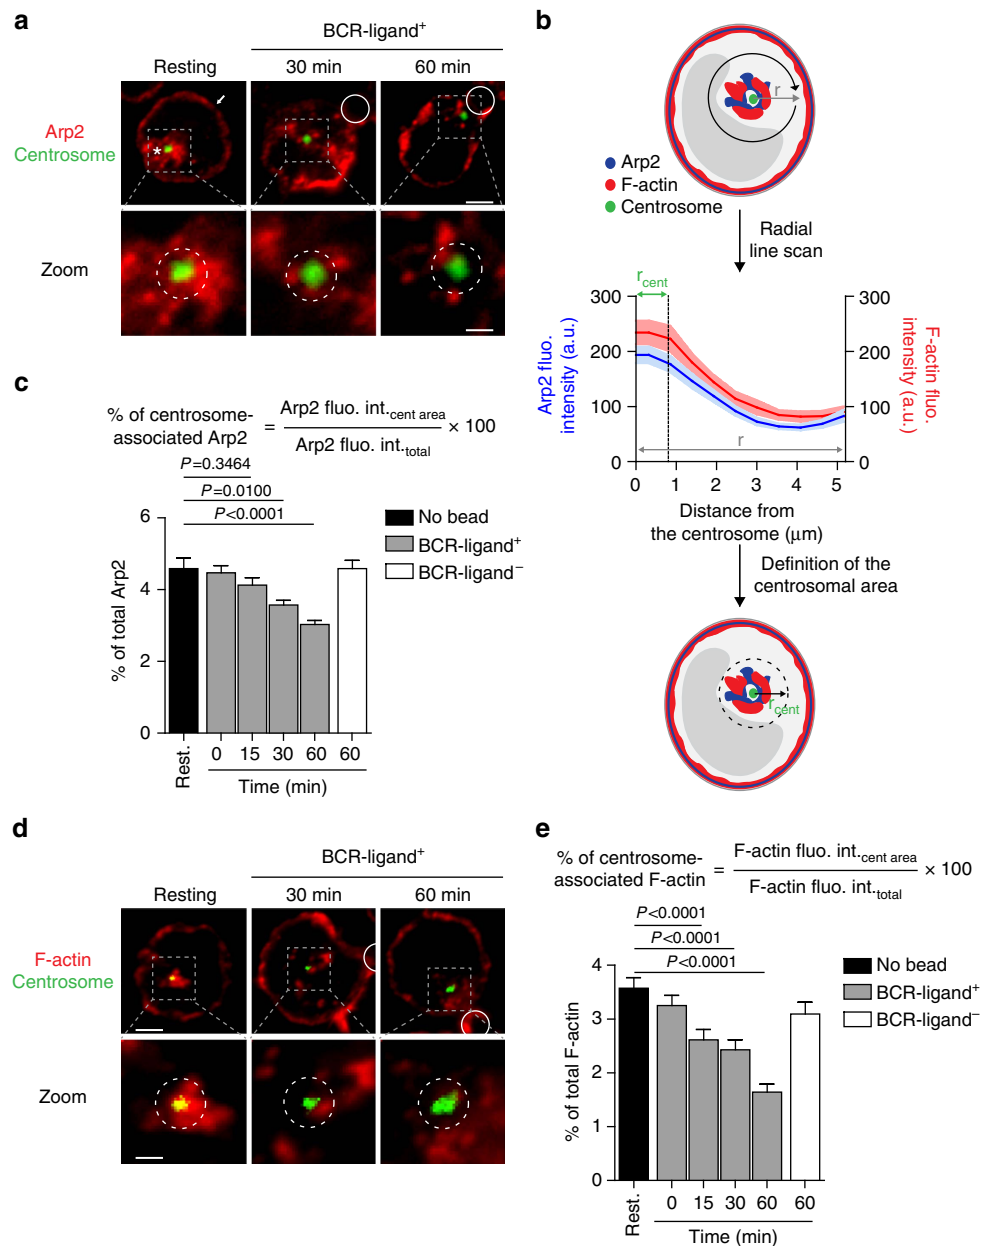 a
BCR-ligand⁺
Resting
30 min
60 min
Arp2
Centrosome
*
Zoom
b
r
Arp2
F-actin
Centrosome
Radial
line scan
r_cent
300
200
100
0
Arp2 fluo.
intensity (a.u.)
300
200
100
0
F-actin fluo.
intensity (a.u.)
r
0 1 2 3 4 5
Distance from
the centrosome (μm)
Definition of the
centrosomal area
r_cent
c
% of centrosome-
associated Arp2
=
Arp2 fluo. int._cent area
Arp2 fluo. int._total
× 100
P=0.3464
P=0.0100
P<0.0001
6
4
2
0
% of total Arp2
No bead
BCR-ligand⁺
BCR-ligand⁻
Rest. 0 15 30 60 60
Time (min)
d
BCR-ligand⁺
Resting
30 min
60 min
F-actin
Centrosome
Zoom
e
% of centrosome-
associated F-actin
=
F-actin fluo. int._cent area
F-actin fluo. int._total
× 100
P<0.0001
P<0.0001
P<0.0001
4
3
2
1
0
% of total F-actin
No bead
BCR-ligand⁺
BCR-ligand⁻
Rest. 0 15 30 60 60
Time (min)